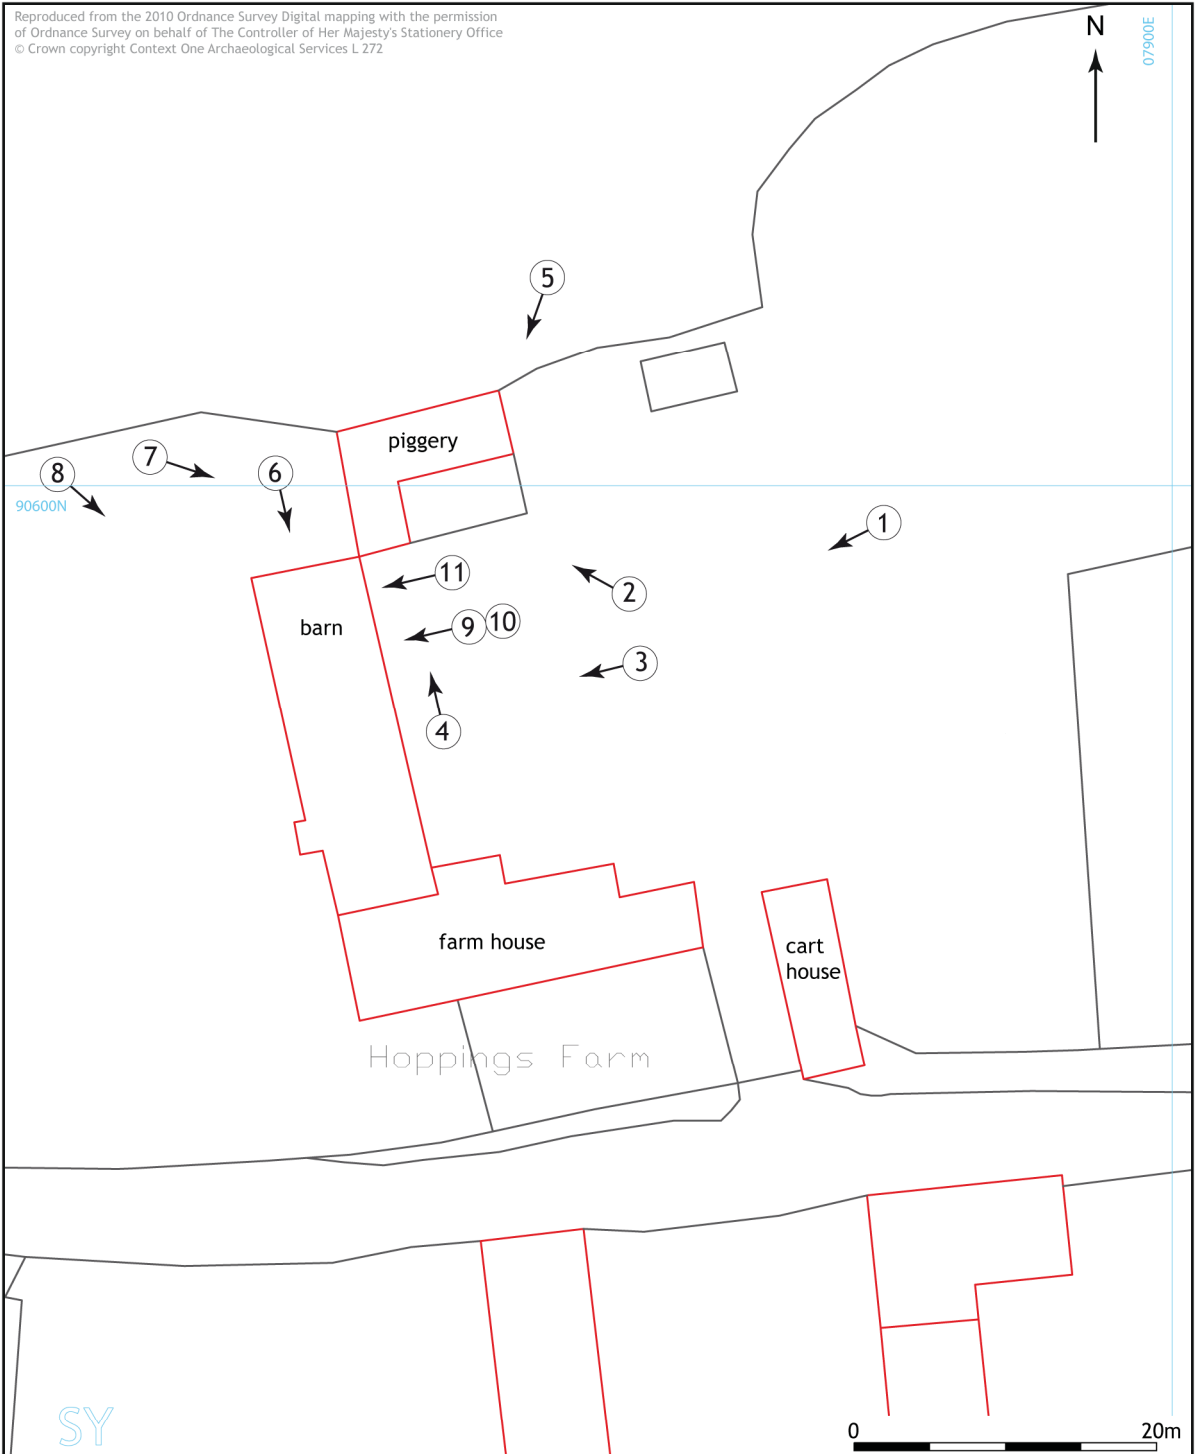 Reproduced from the 2010 Ordnance Survey Digital mapping with the permission
of Ordnance Survey on behalf of The Controller of Her Majesty's Stationery Office
© Crown copyright Context One Archaeological Services L 272
N
07900E
5
piggery
7
8
6
90600N
1
11
2
barn
9
10
3
4
farm house
cart
house
Hoppings Farm
SY
0
20m